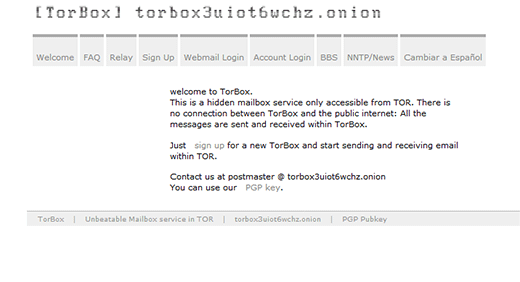 [TorBox] torbox3uiot6wchz.onion
Welcome FAQ Relay Sign Up Webmail Login Account Login BBS NNTP/News Cambiar a Español
welcome to TorBox.
This is a hidden mailbox service only accessible from TOR. There is
no connection between TorBox and the public internet: All the
messages are sent and received within TorBox.
Just sign up for a new TorBox and start sending and receiving email
within TOR.
Contact us at postmaster @ torbox3uiot6wchz.onion
You can use our PGP key.
TorBox | Unbeatable Mailbox service in TOR | torbox3uiot6wchz.onion | PGP Pubkey